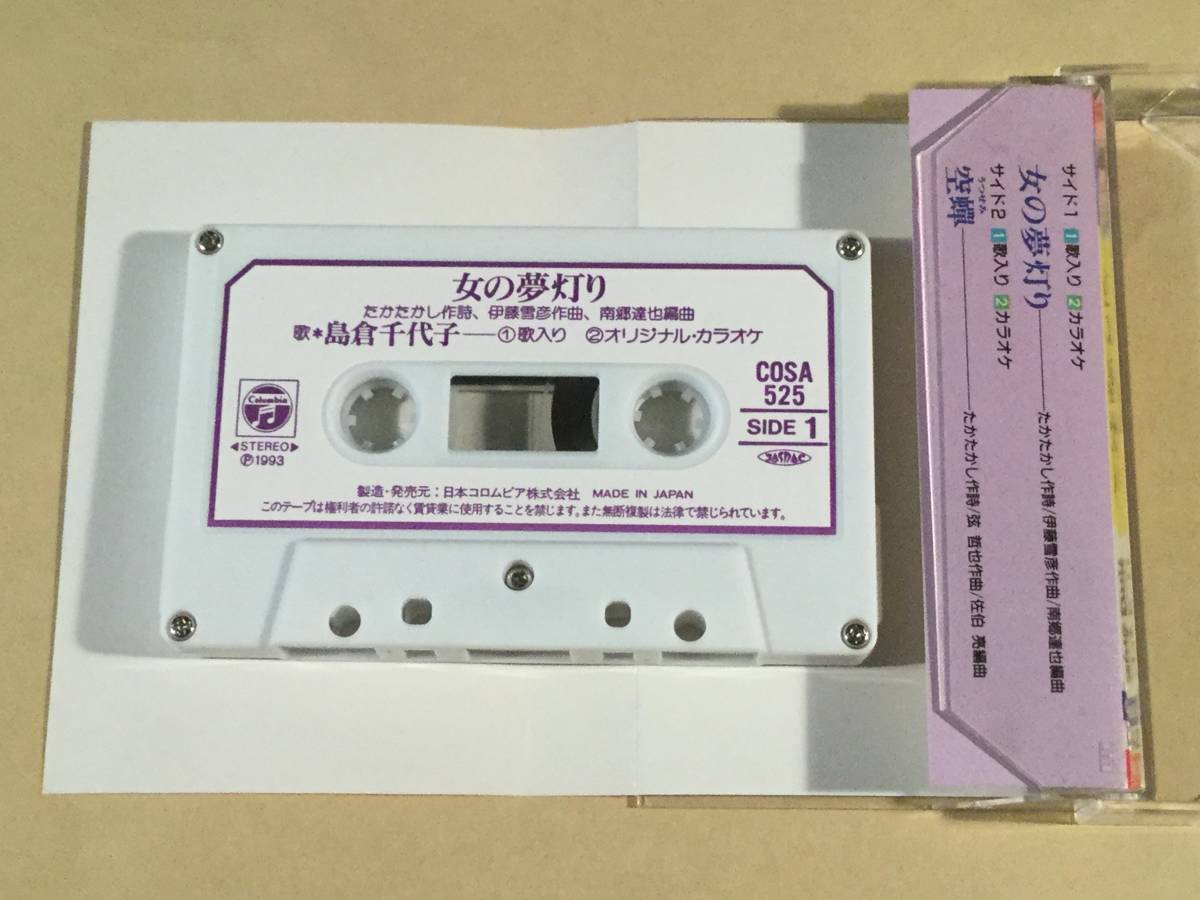 女の夢灯り
たかたかし作詩、伊藤雪彦作曲、南郷達也編曲
歌＊島倉千代子――①歌入り ②オリジナル・カラオケ
Columbia
◀STEREO▶
Ⓟ1993
COSA
525
SIDE 1
JASRAC
製造・発売元：日本コロムビア株式会社 MADE IN JAPAN
このテープは権利者の許諾なく賃貸業に使用することを禁じます。また無断複製は法律で禁じられています。
サイド1 1歌入り 2カラオケ
女の夢灯り――たかたかし作詩/伊藤雪彦作曲/南郷達也編曲
サイド2 1歌入り 2カラオケ
うつせみ
空蟬――たかたかし作詩/弦 哲也作曲/佐伯 亮編曲